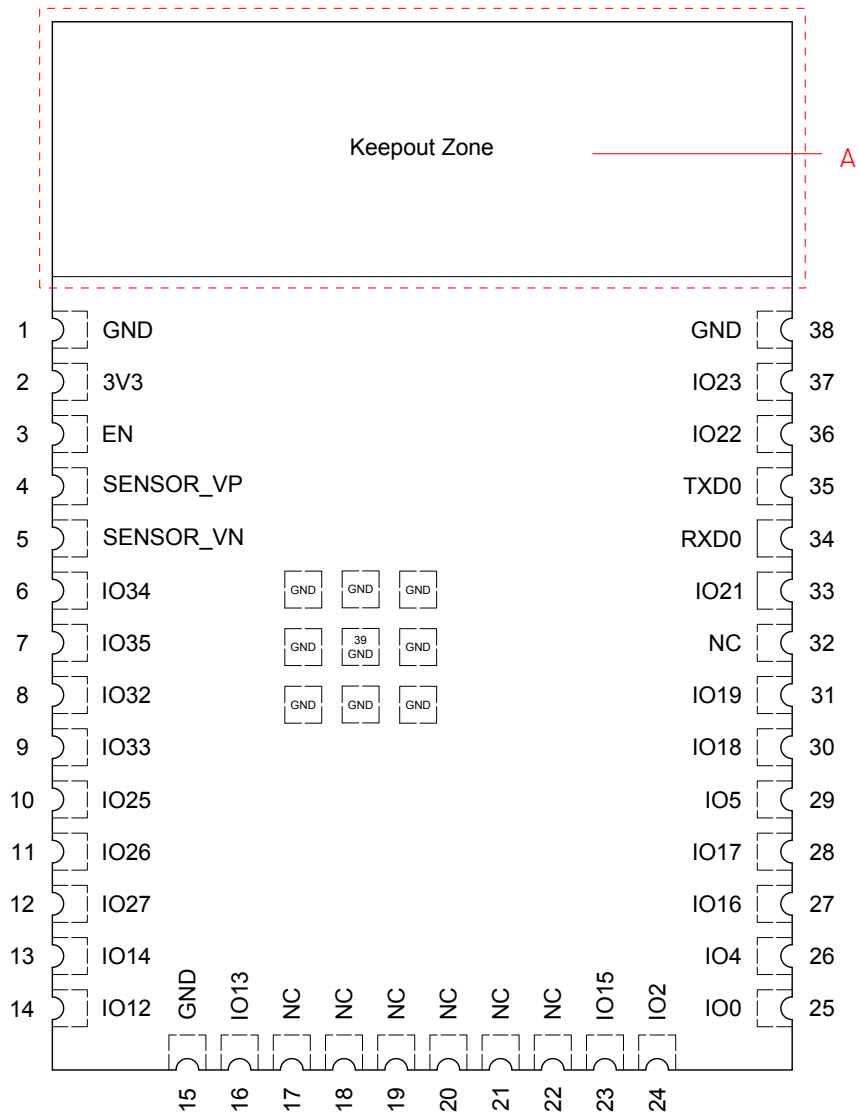 Keepout Zone
A
1 GND GND 38
2 3V3 IO23 37
3 EN IO22 36
4 SENSOR_VP TXD0 35
5 SENSOR_VN RXD0 34
6 IO34 GND GND GND IO21 33
7 IO35 GND 39 GND GND NC 32
8 IO32 GND GND GND IO19 31
9 IO33 IO18 30
10 IO25 IO5 29
11 IO26 IO17 28
12 IO27 IO16 27
13 IO14 IO4 26
14 IO12 IO0 25
GND IO13 NC NC NC NC NC NC IO15 IO2
15 16 17 18 19 20 21 22 23 24